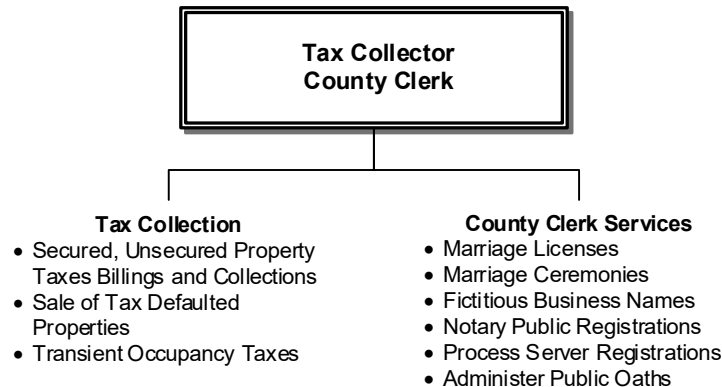 Tax Collector
County Clerk
Tax Collection
• Secured, Unsecured Property
Taxes Billings and Collections
• Sale of Tax Defaulted
Properties
• Transient Occupancy Taxes
County Clerk Services
• Marriage Licenses
• Marriage Ceremonies
• Fictitious Business Names
• Notary Public Registrations
• Process Server Registrations
• Administer Public Oaths